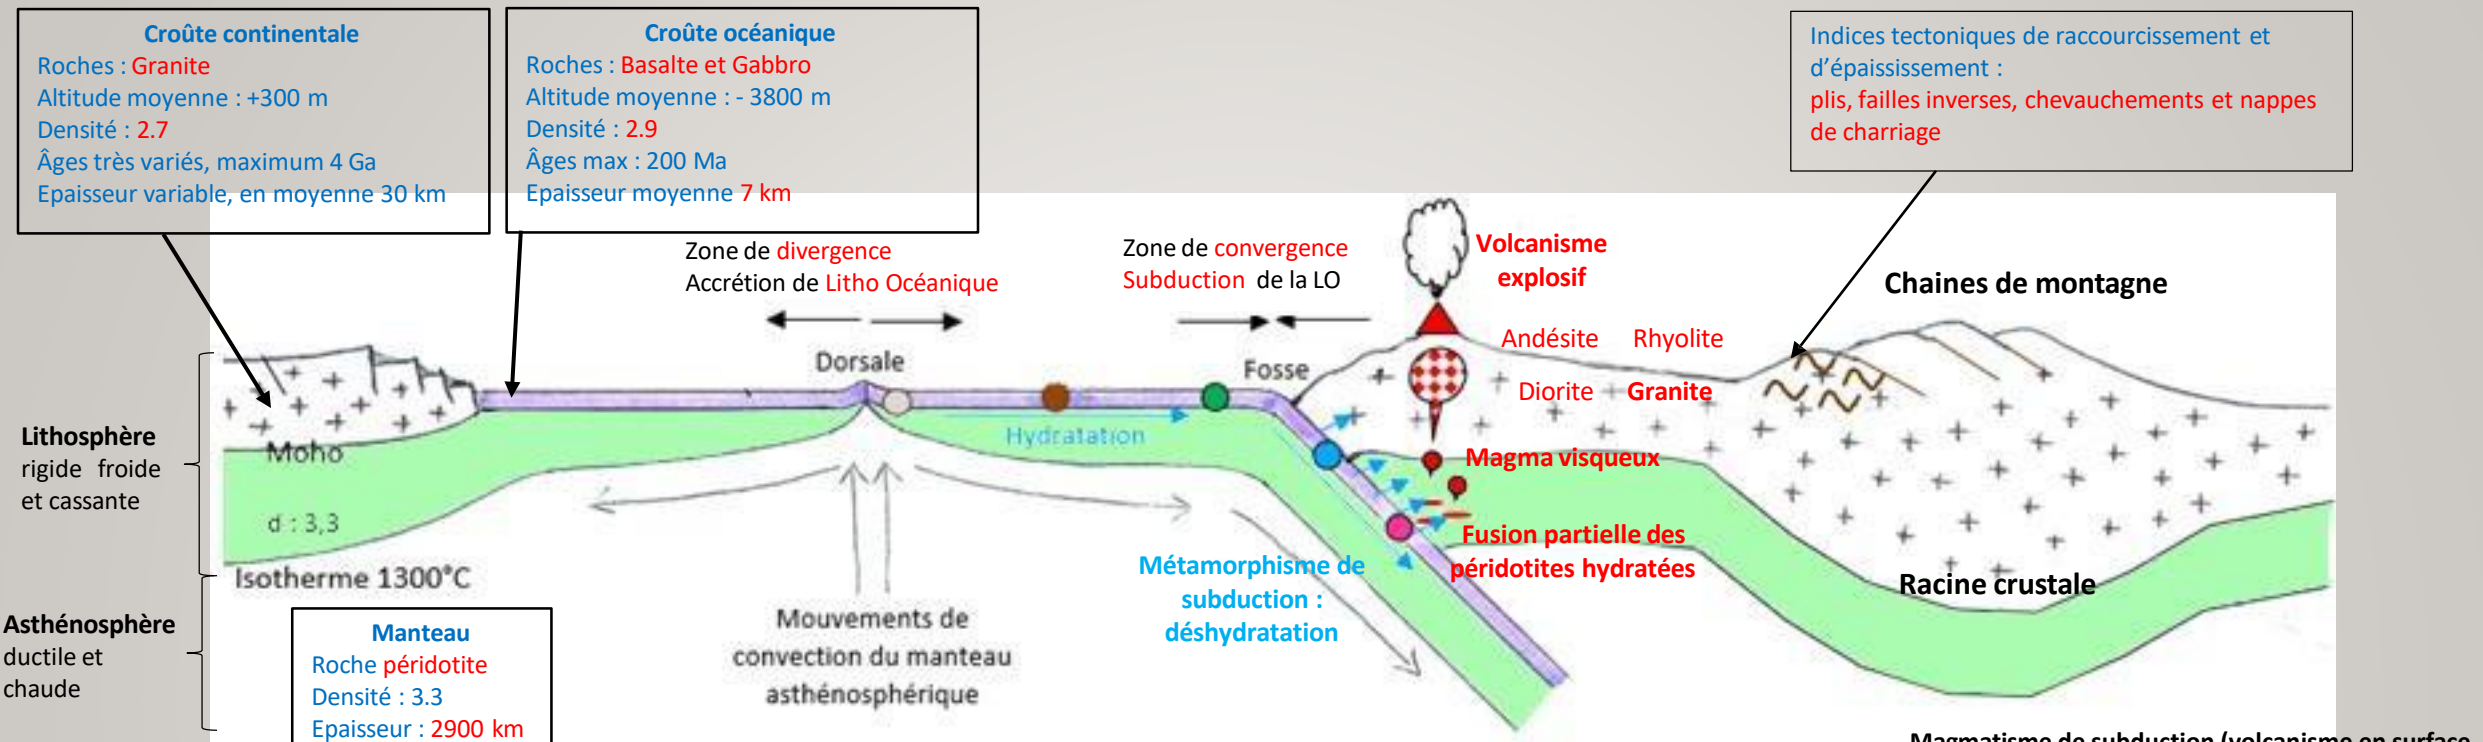 Croûte continentale
Roches : Granite
Altitude moyenne : +300 m
Densité : 2.7
Âges très variés, maximum 4 Ga
Epaisseur variable, en moyenne 30 km
Croûte océanique
Roches : Basalte et Gabbro
Altitude moyenne : - 3800 m
Densité : 2.9
Âges max : 200 Ma
Epaisseur moyenne 7 km
Indices tectoniques de raccourcissement et
d'épaississement :
plis, failles inverses, chevauchements et nappes
de charriage
Zone de divergence
Accrétion de Litho Océanique
Zone de convergence
Subduction de la LO
Volcanisme
explosif
Chaines de montagne
Andésite Rhyolite
Dorsale
Fosse
Diorite Granite
Hydratation
Lithosphère
rigide froide
et cassante
Moho
Magma visqueux
d : 3,3
Fusion partielle des
péridotites hydratées
Isotherme 1300°C
Métamorphisme de
subduction :
déshydratation
Racine crustale
Asthénosphère
ductile et
chaude
Mouvements de
convection du manteau
asthénosphérique
Manteau
Roche péridotite
Densité : 3.3
Epaisseur : 2900 km
Magmatisme de subduction (volcanisme en surface